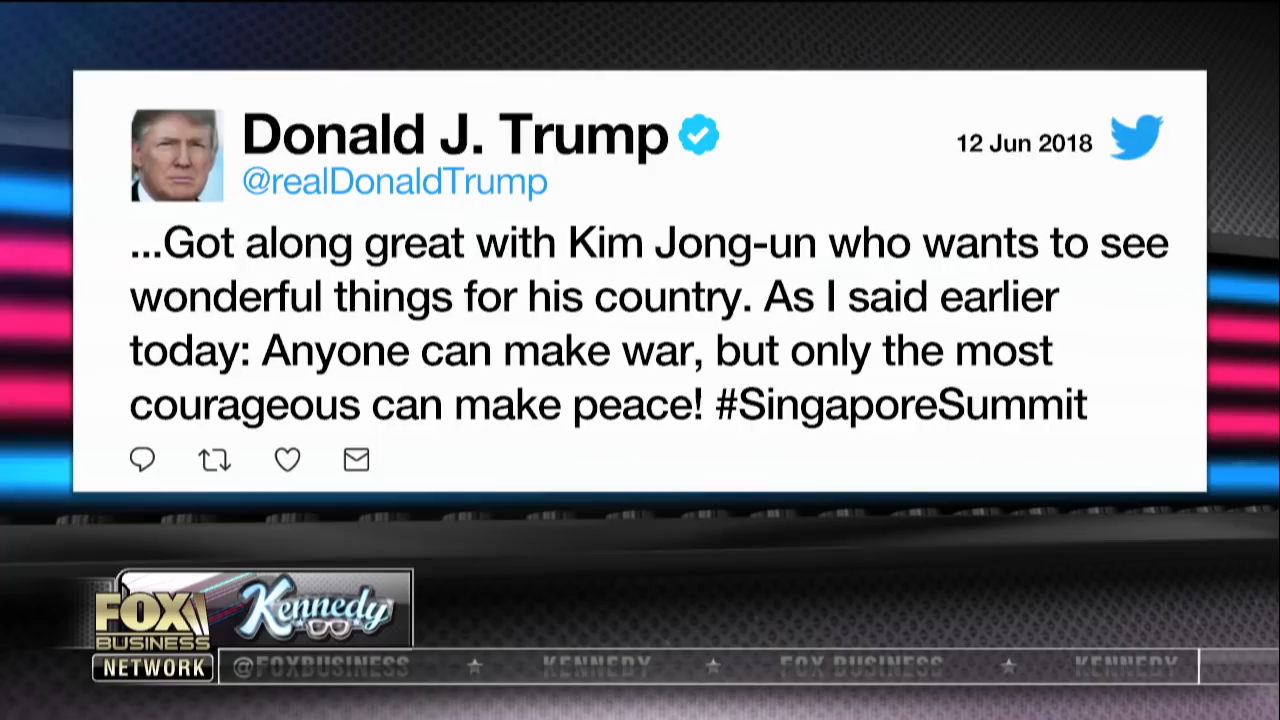 Donald J. Trump
@realDonaldTrump
12 Jun 2018
...Got along great with Kim Jong-un who wants to see
wonderful things for his country. As I said earlier
today: Anyone can make war, but only the most
courageous can make peace! #SingaporeSummit
FOX
BUSINESS
NETWORK
Kennedy
@FOXBUSINESS ★ KENNEDY ★ FOX BUSINESS ★ KENNEDY